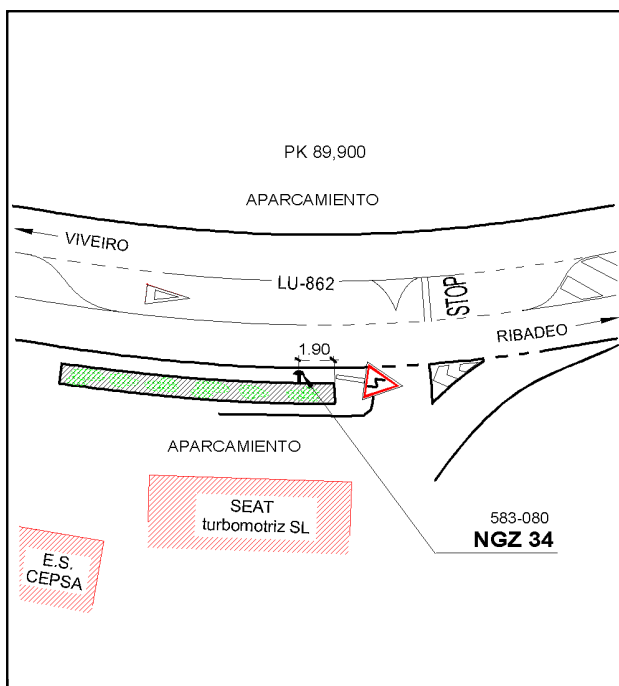 PK 89,900
APARCAMIENTO
VIVEIRO
LU-862
STOP
RIBADEO
1.90
APARCAMIENTO
SEAT
turbomotriz SL
583-080
NGZ 34
E.S.
CEPSA